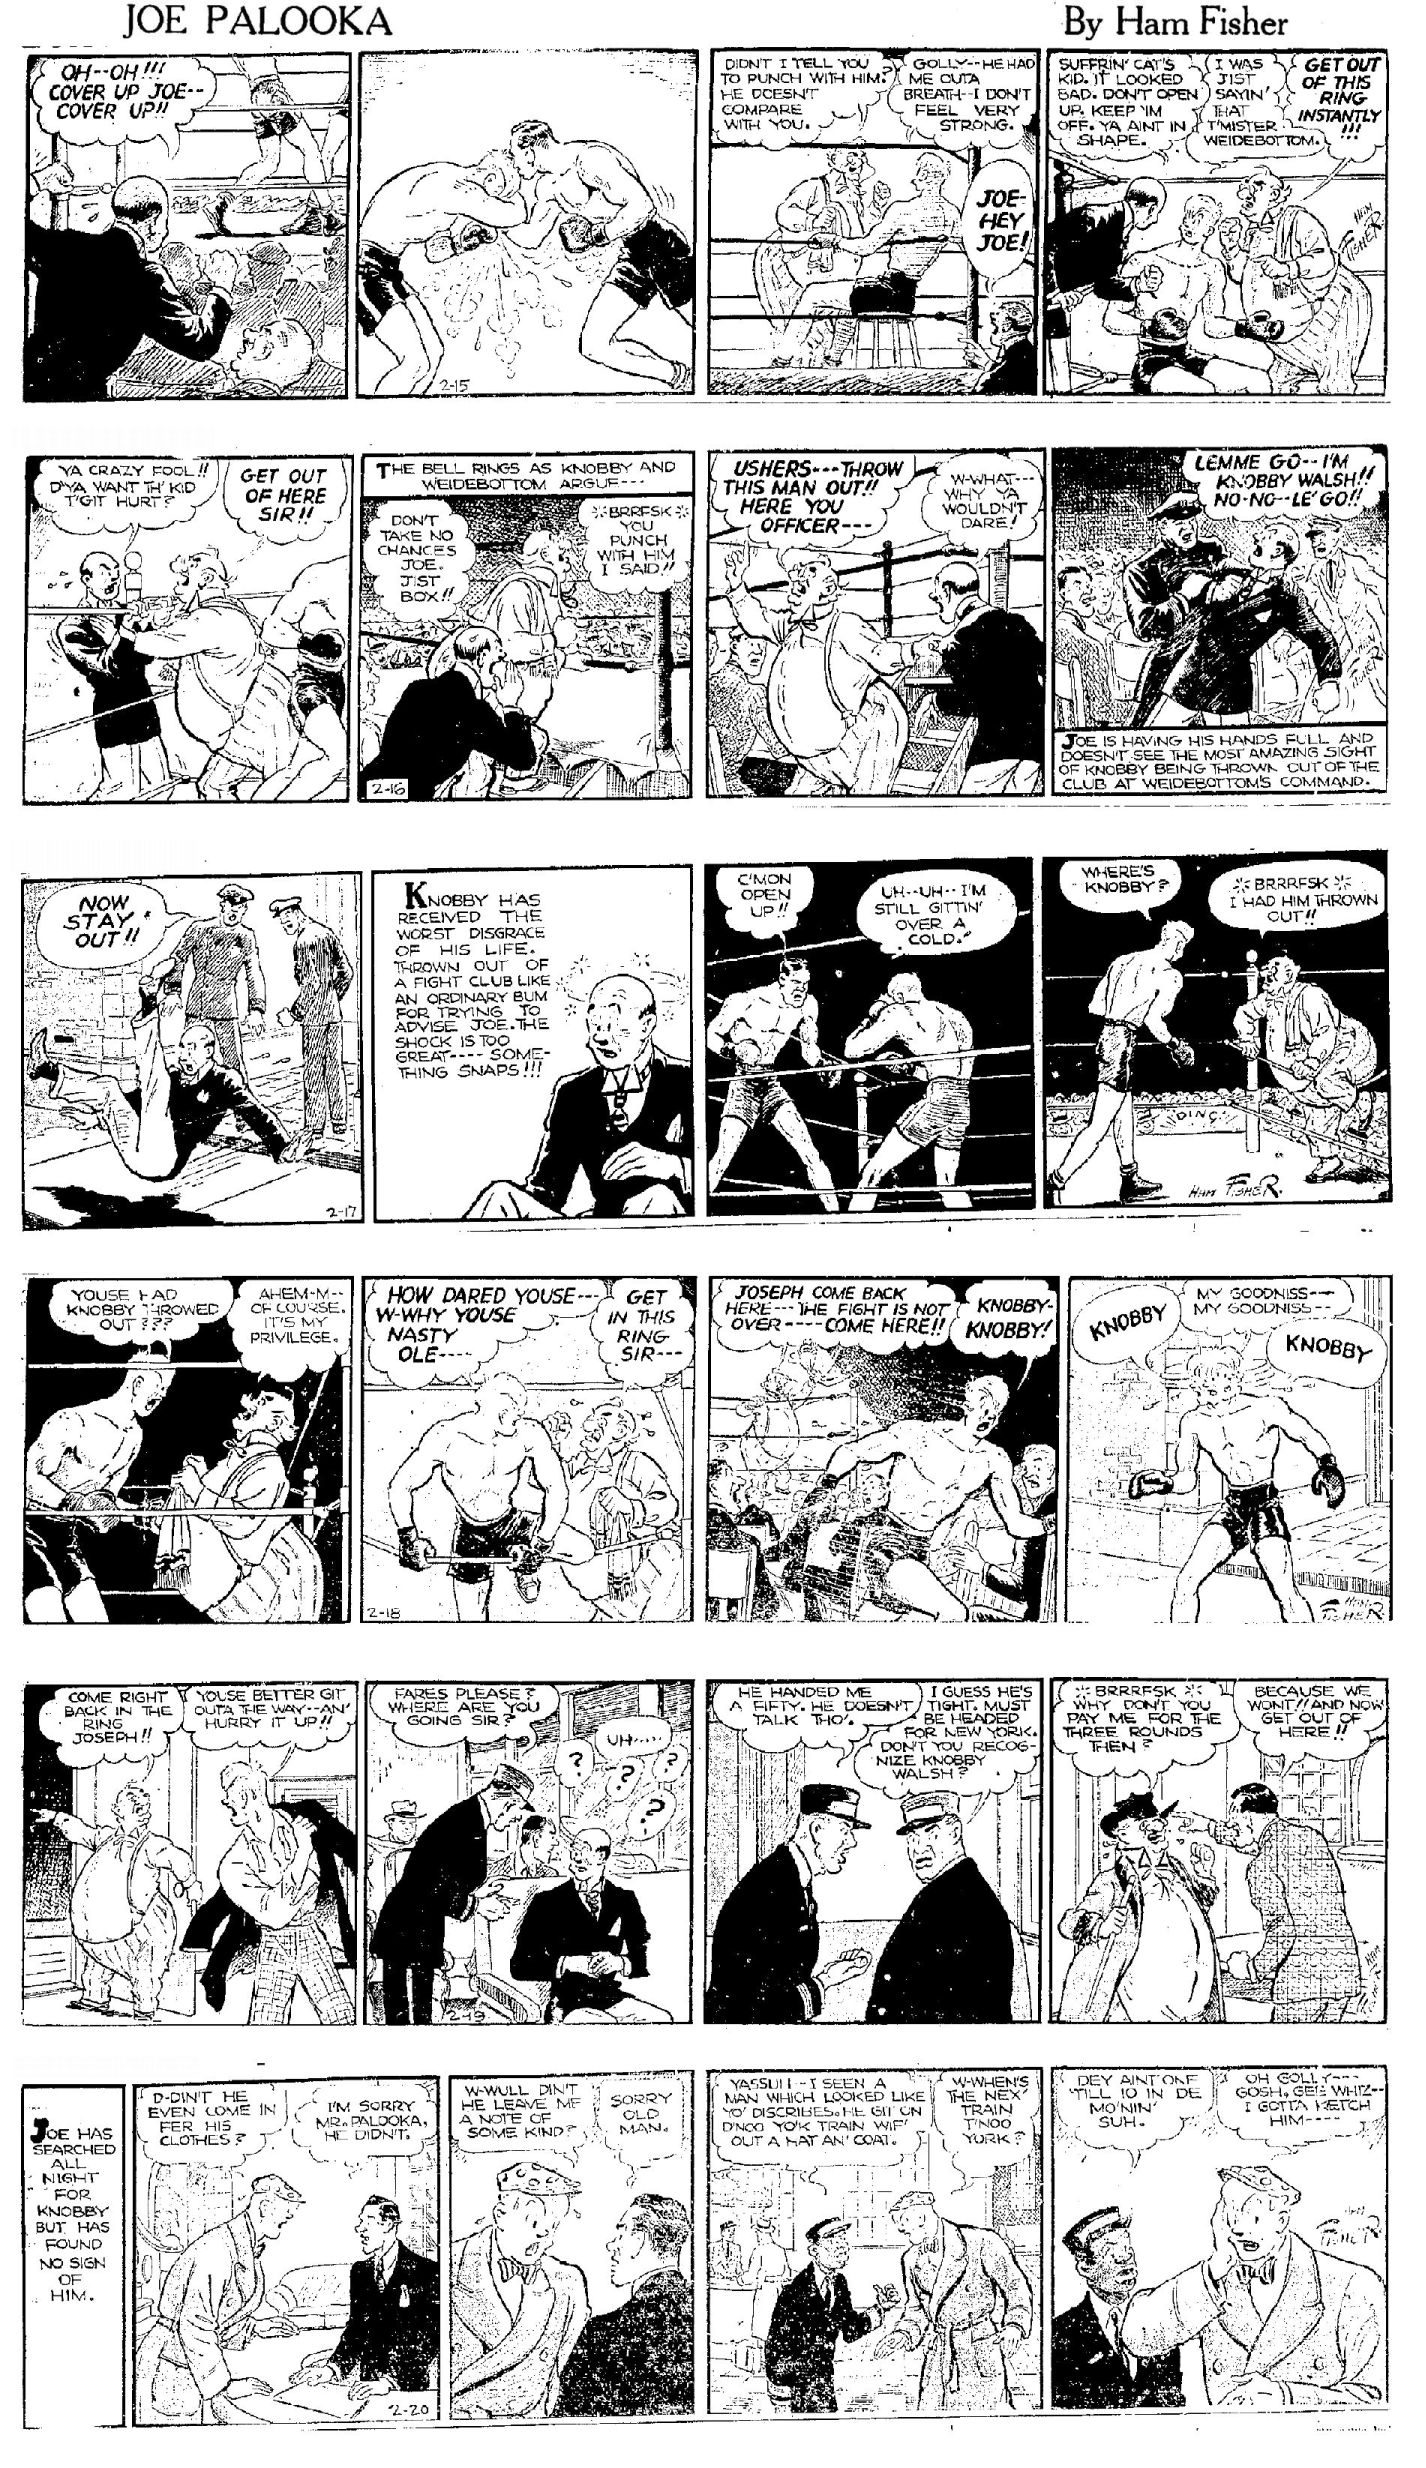 JOE PALOOKA
By Ham Fisher
OH--OH!!!
COVER UP JOE--
COVER UP!!
2-15
DIDN'T I TELL YOU
TO PUNCH WITH HIM?
HE DOESN'T
COMPARE
WITH YOU.
GOLLY--HE HAD
ME OUTA
BREATH--I DON'T
FEEL VERY
STRONG.
JOE-
HEY
JOE!
SUFFRIN' CAT'S
KID. IT LOOKED
BAD. DON'T OPEN
UP. KEEP 'IM
OFF. YA AINT IN
SHAPE.
I WAS
JIST
SAYIN'
THAT
T'MISTER
WEIDEBOTTOM.
GET OUT
OF THIS
RING
INSTANTLY
!!!
HAM
FISHER
YA CRAZY FOOL!!
D'YA WANT TH' KID
T'GIT HURT?
GET OUT
OF HERE
SIR!!
THE BELL RINGS AS KNOBBY AND
WEIDEBOTTOM ARGUE---
DON'T
TAKE NO
CHANCES
JOE.
JIST
BOX!!
BRRFSK
YOU
PUNCH
WITH HIM
I SAID!!
2-16
USHERS---THROW
THIS MAN OUT!!
HERE YOU
OFFICER---
W-WHAT---
WHY YA
WOULDN'T
DARE!
LEMME GO--I'M
KNOBBY WALSH!!
NO-NO--LE' GO!!
JOE IS HAVING HIS HANDS FULL AND
DOESN'T SEE THE MOST AMAZING SIGHT
OF KNOBBY BEING THROWN OUT OF THE
CLUB AT WEIDEBOTTOM'S COMMAND.
NOW
STAY
OUT!!
2-17
KNOBBY HAS
RECEIVED THE
WORST DISGRACE
OF HIS LIFE.
THROWN OUT OF
A FIGHT CLUB LIKE
AN ORDINARY BUM
FOR TRYING TO
ADVISE JOE. THE
SHOCK IS TOO
GREAT---- SOME-
THING SNAPS!!!
C'MON
OPEN
UP!!
UH--UH--I'M
STILL GITTIN'
OVER A
COLD.
WHERE'S
KNOBBY?
BRRRFSK
I HAD HIM THROWN
OUT!!
DING
HAM FISHER.
YOUSE HAD
KNOBBY THROWED
OUT???
AHEM-M--
OF COURSE.
IT'S MY
PRIVILEGE.
HOW DARED YOUSE---
W-WHY YOUSE
NASTY
OLE----
GET
IN THIS
RING
SIR---
2-18
JOSEPH COME BACK
HERE---THE FIGHT IS NOT
OVER----COME HERE!!
KNOBBY-
KNOBBY!
KNOBBY
MY GOODNISS---
MY GOODNISS--
KNOBBY
HAM
FISHER
COME RIGHT
BACK IN THE
RING
JOSEPH!!
YOUSE BETTER GIT
OUTA THE WAY--AN'
HURRY IT UP!!
FARES PLEASE?
WHERE ARE YOU
GOING SIR?
UH.....
?
?
?
?
2-19
HE HANDED ME
A FIFTY. HE DOESN'T
TALK THO'.
I GUESS HE'S
TIGHT. MUST
BE HEADED
FOR NEW YORK.
DON'T YOU RECOG-
NIZE KNOBBY
WALSH?
BRRRFSK
WHY DON'T YOU
PAY ME FOR THE
THREE ROUNDS
THEN?
BECAUSE WE
WON'T!! AND NOW
GET OUT OF
HERE!!
JOE HAS
SEARCHED
ALL
NIGHT
FOR
KNOBBY
BUT HAS
FOUND
NO SIGN
OF
HIM.
D-DIN'T HE
EVEN COME IN
FER HIS
CLOTHES?
I'M SORRY
MR. PALOOKA,
HE DIDN'T.
2-20
W-WULL DIN'T
HE LEAVE ME
A NOTE OF
SOME KIND?
SORRY
OLD
MAN.
YASSUH--I SEEN A
MAN WHICH LOOKED LIKE
YO' DISCRIBES. HE GIT ON
D'NOO YO'K TRAIN WIF'
OUT A HAT AN' COAT.
W-WHEN'S
THE NEX'
TRAIN
T'NOO
YORK?
DEY AIN'T ONE
'TILL 10 IN DE
MO'NIN'
SUH.
OH GOLLY---
GOSH. GEE WHIZ--
I GOTTA KETCH
HIM----
HAM
FISHER